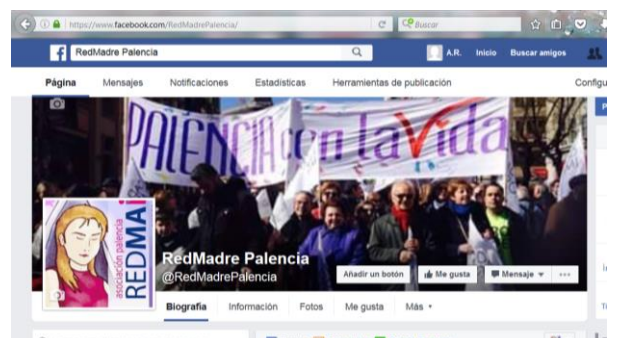 https://www.facebook.com/RedMadrePalencia/
Buscar
RedMadre Palencia
A.R. Inicio Buscar amigos
Página Mensajes Notificaciones Estadísticas Herramientas de publicación Configu
PALENCIA con la Vida
asociación palencia
REDMA
RedMadre Palencia
@RedMadrePalencia
Añadir un botón Me gusta Mensaje
Biografía Información Fotos Me gusta Más